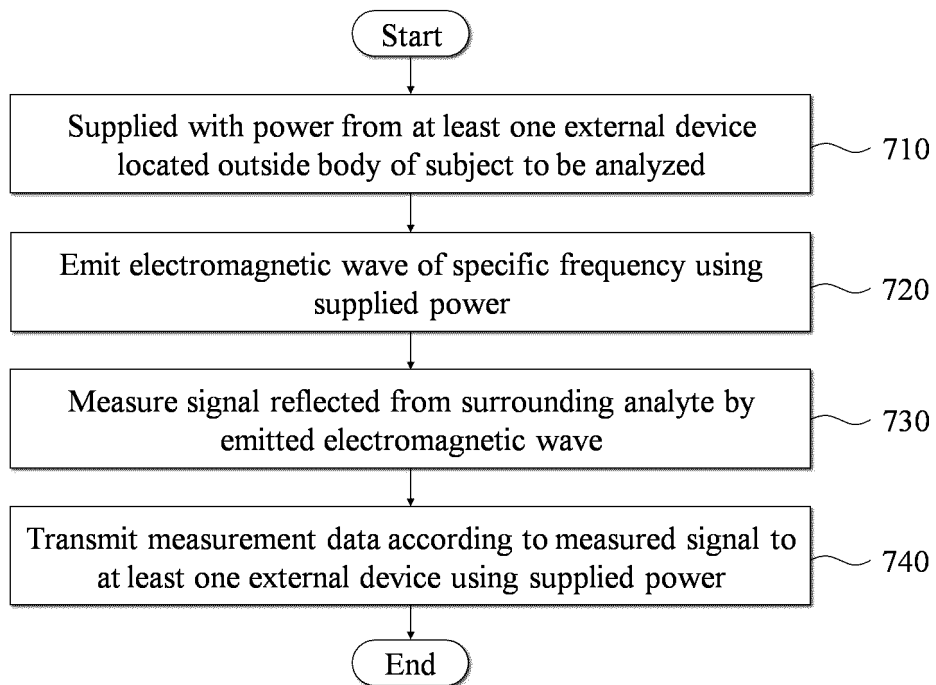 Start
Supplied with power from at least one external device
located outside body of subject to be analyzed
710
Emit electromagnetic wave of specific frequency using
supplied power
720
Measure signal reflected from surrounding analyte by
emitted electromagnetic wave
730
Transmit measurement data according to measured signal to
at least one external device using supplied power
740
End